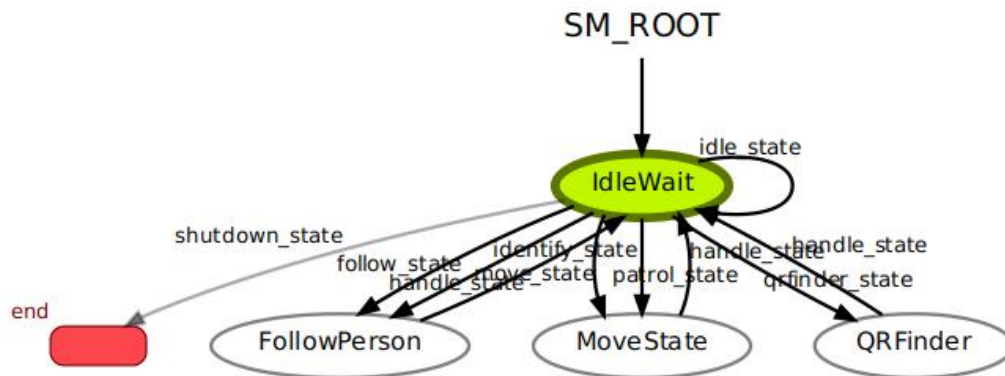 SM_ROOT
idle_state
IdleWait
shutdown_state
identify_state
handle_state
handle_state
follow_state
move_state
patrol_state
qrfinder_state
handle_state
end
FollowPerson
MoveState
QRFinder